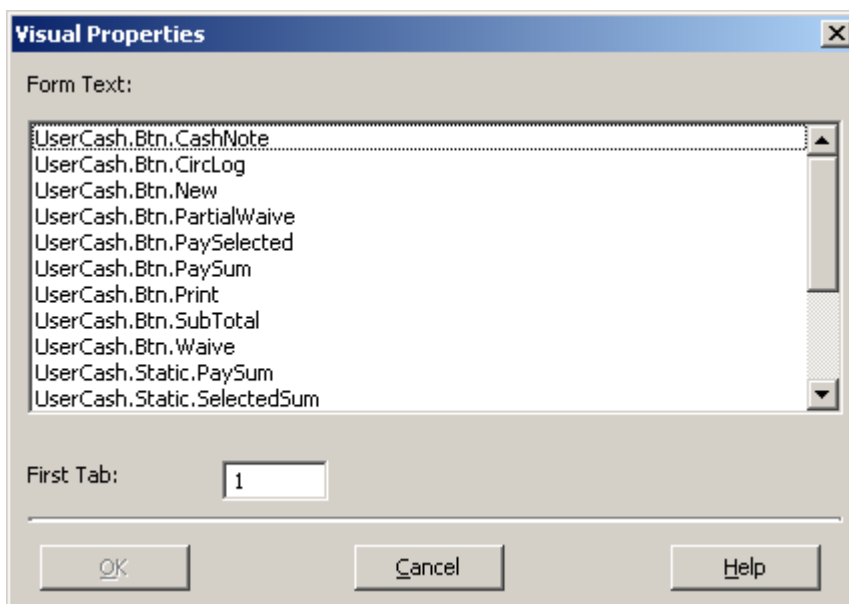 Visual Properties
Form Text:
UserCash.Btn.CashNote
UserCash.Btn.CircLog
UserCash.Btn.New
UserCash.Btn.PartialWaive
UserCash.Btn.PaySelected
UserCash.Btn.PaySum
UserCash.Btn.Print
UserCash.Btn.SubTotal
UserCash.Btn.Waive
UserCash.Static.PaySum
UserCash.Static.SelectedSum
First Tab: 1
OK Cancel Help